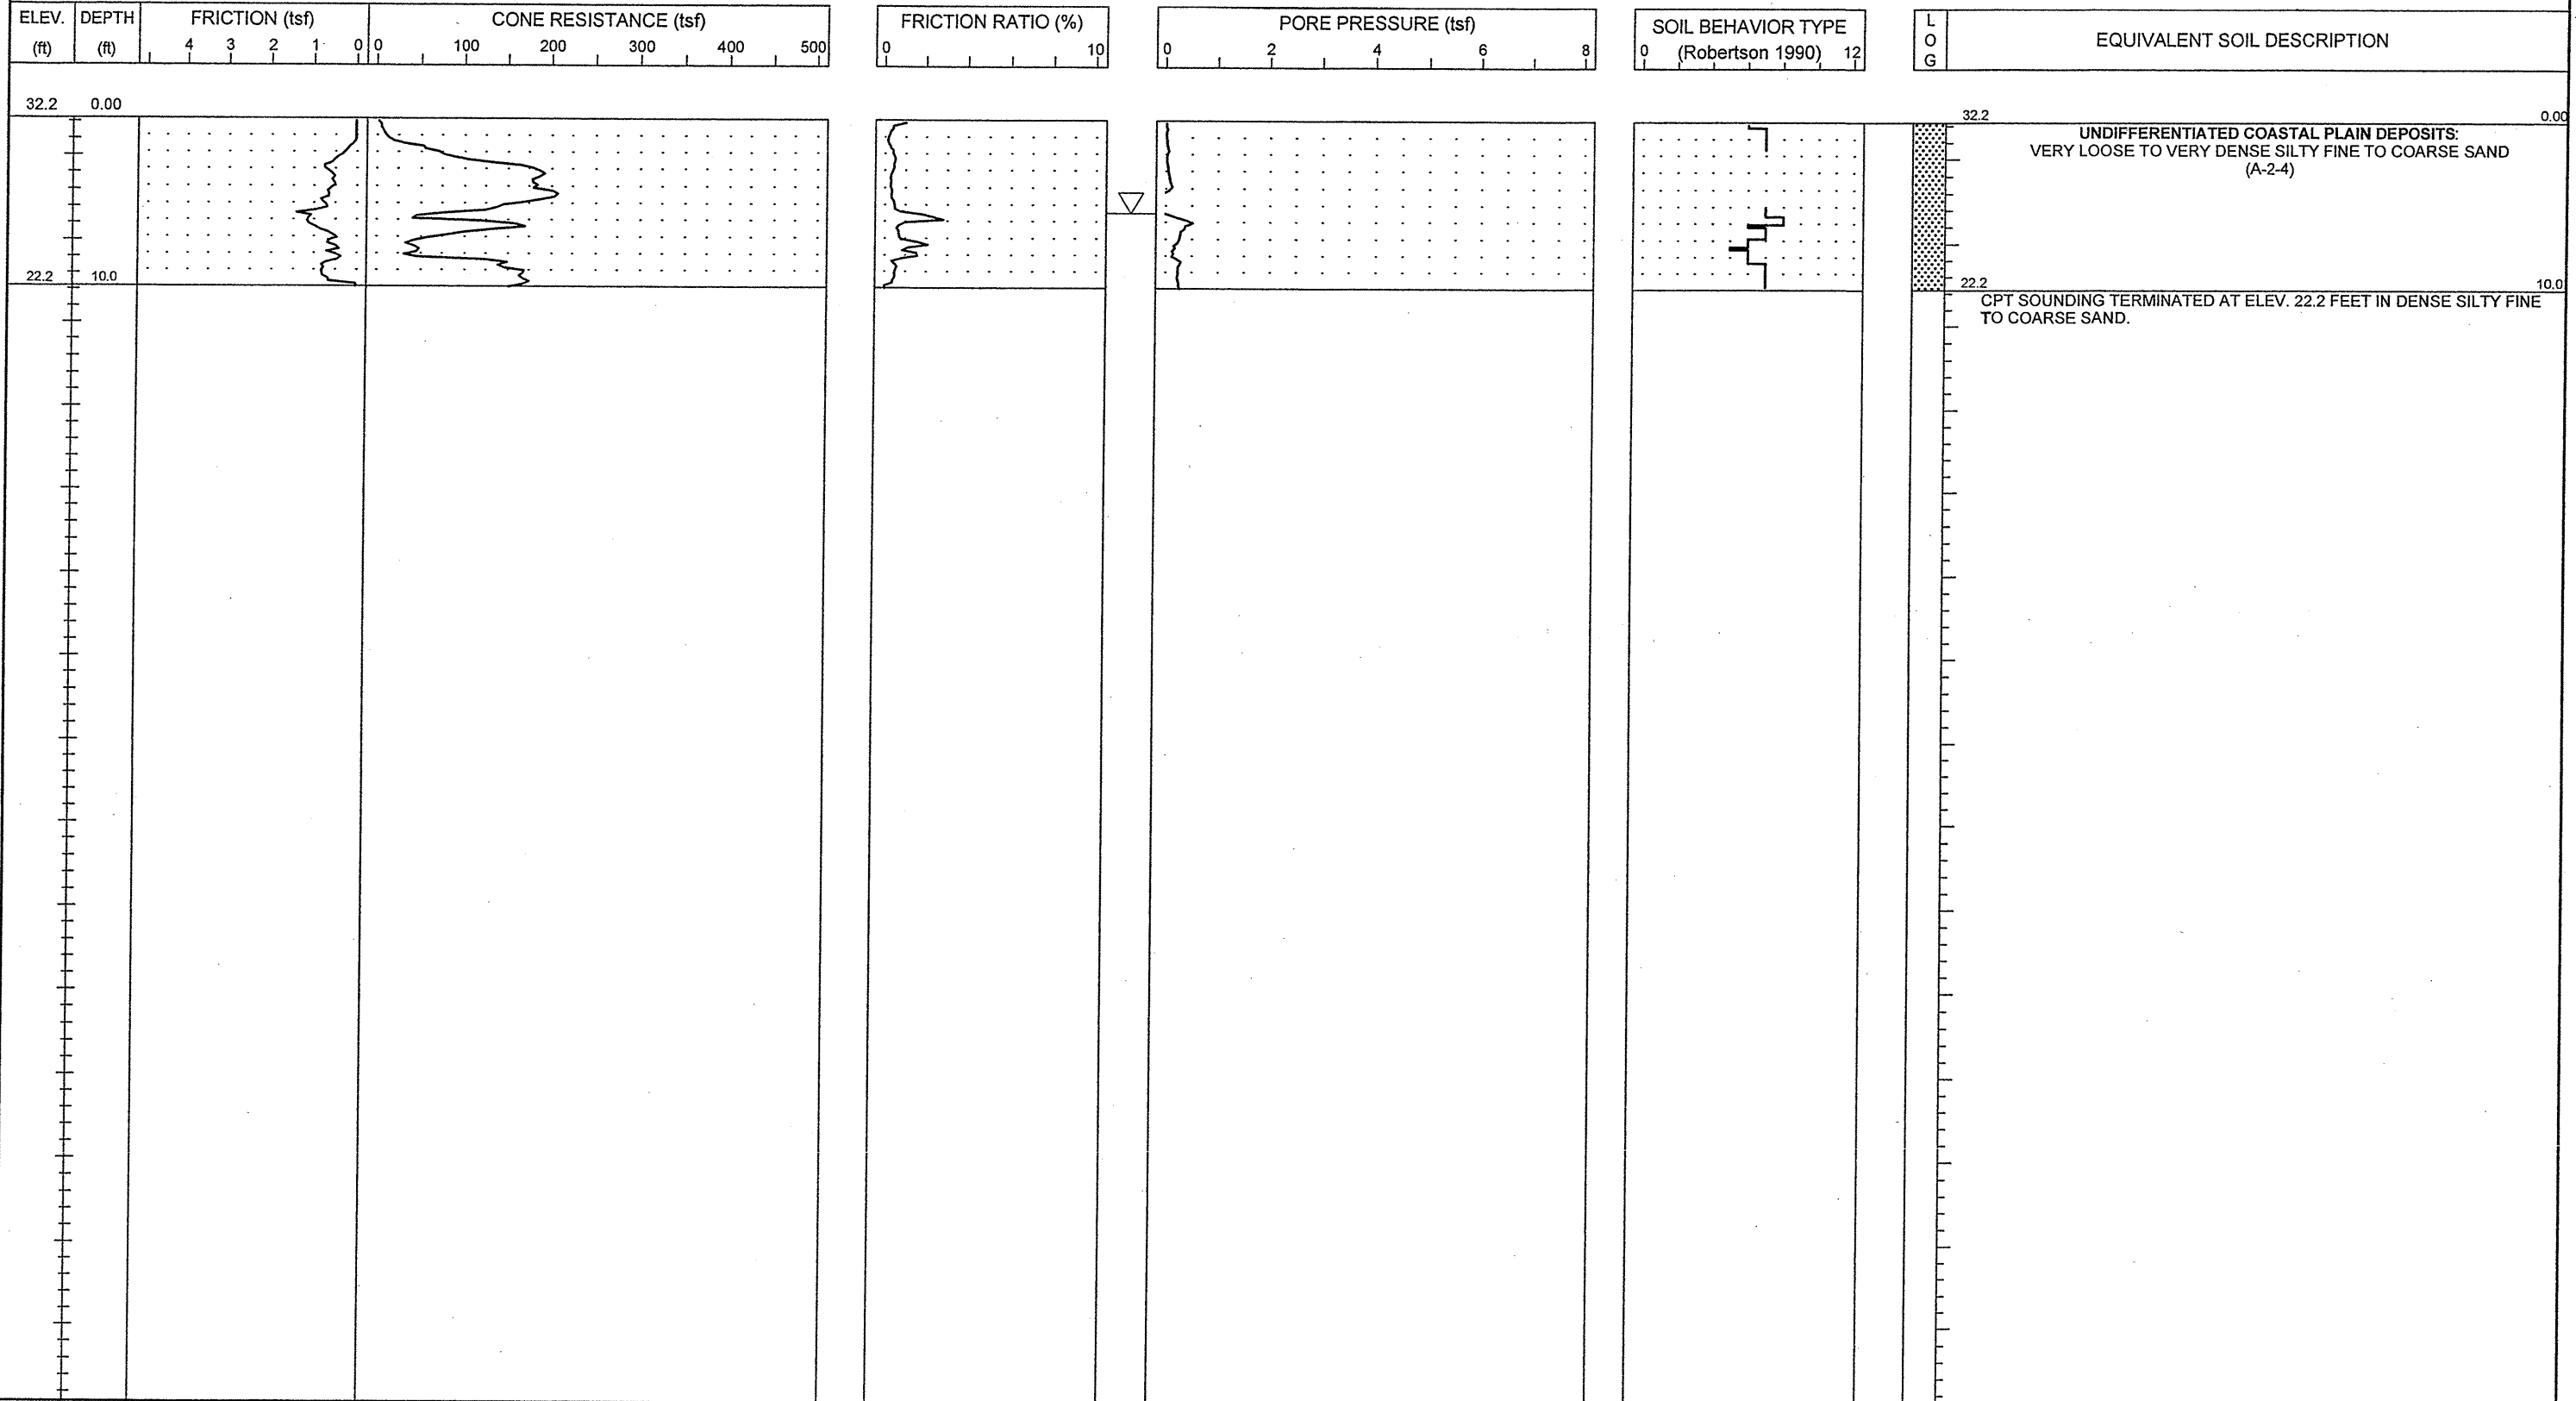 ELEV. DEPTH FRICTION (tsf) CONE RESISTANCE (tsf) FRICTION RATIO (%) PORE PRESSURE (tsf) SOIL BEHAVIOR TYPE L
(ft) (ft) 4 3 2 1 0 0 100 200 300 400 500 0 10 0 2 4 6 8 0 (Robertson 1990) 12 O EQUIVALENT SOIL DESCRIPTION
G
32.2 0.00 32.2 0.00
UNDIFFERENTIATED COASTAL PLAIN DEPOSITS:
VERY LOOSE TO VERY DENSE SILTY FINE TO COARSE SAND
(A-2-4)
22.2 10.0 22.2 10.0
CPT SOUNDING TERMINATED AT ELEV. 22.2 FEET IN DENSE SILTY FINE
TO COARSE SAND.